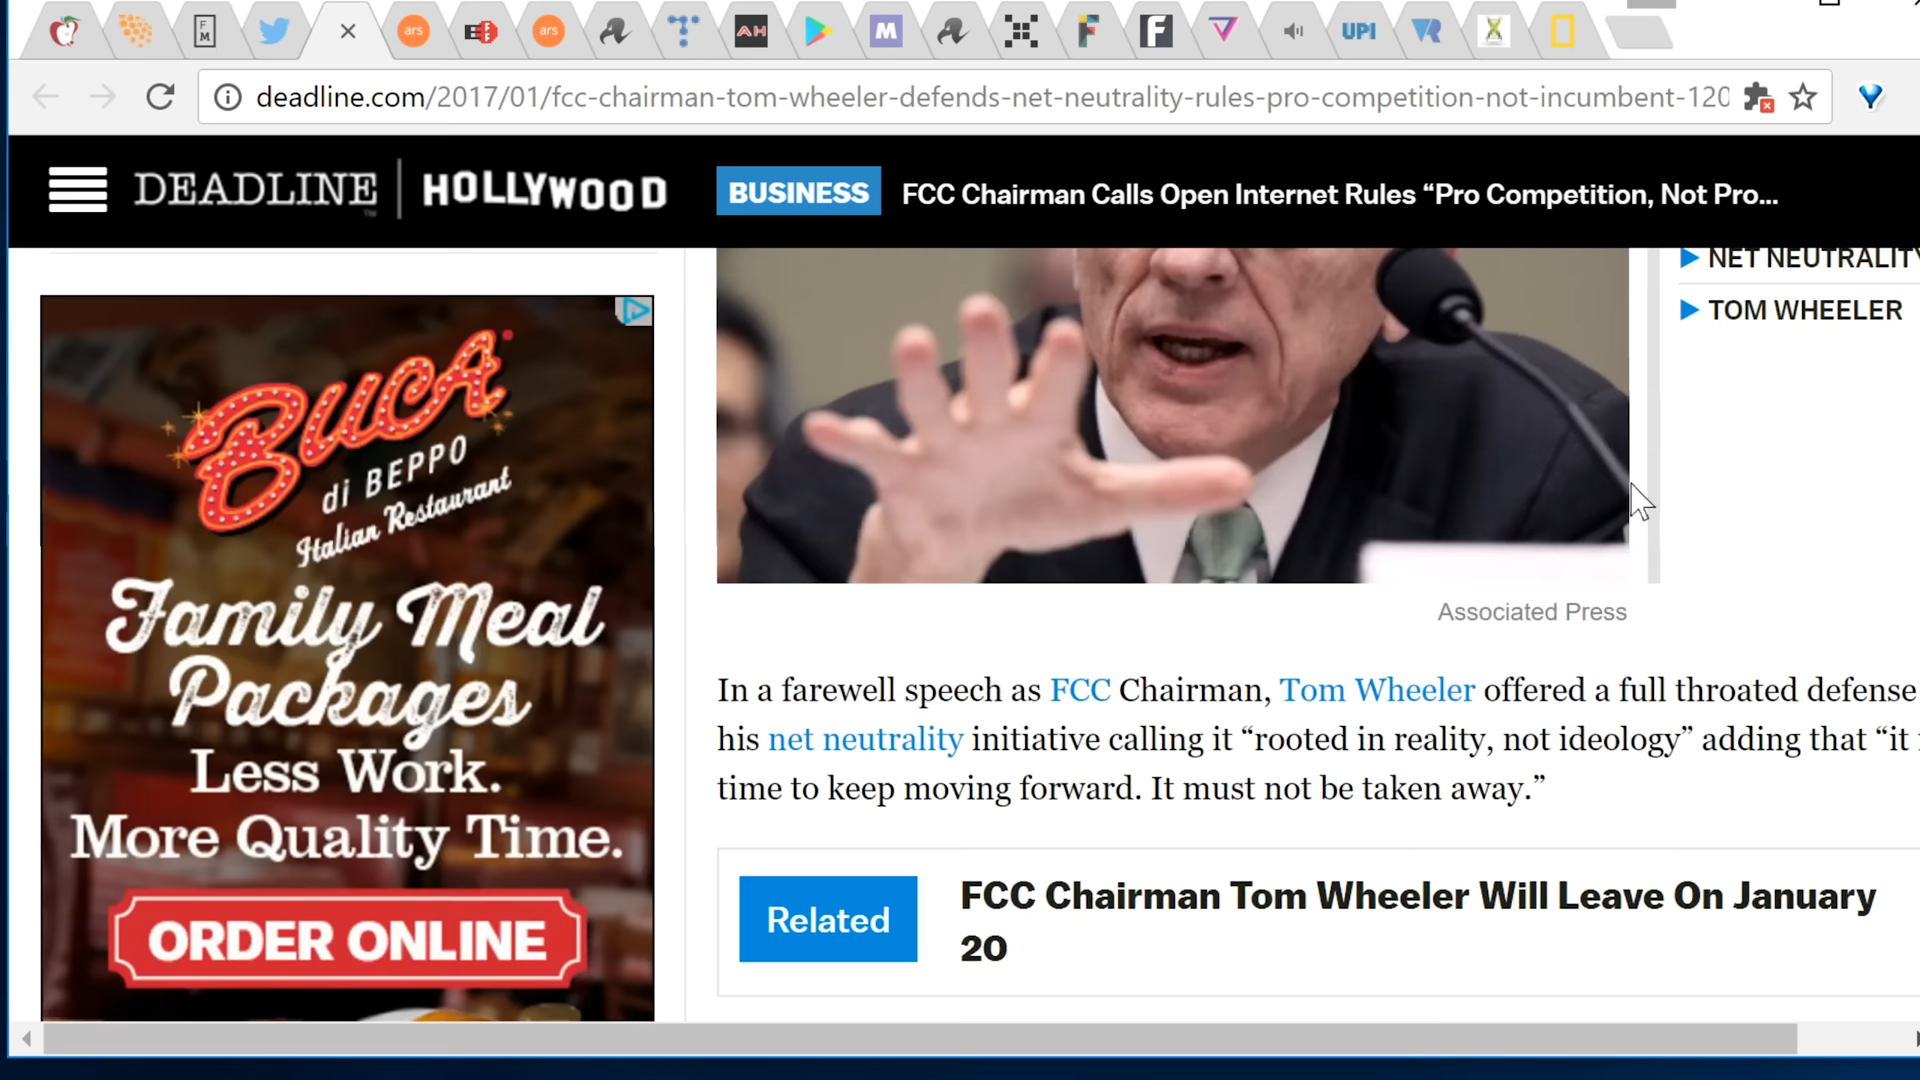 F
M
ars
ars
AH
M
UPI
VR
deadline.com/2017/01/fcc-chairman-tom-wheeler-defends-net-neutrality-rules-pro-competition-not-incumbent-120
DEADLINE | HOLLYWOOD
BUSINESS FCC Chairman Calls Open Internet Rules “Pro Competition, Not Pro...
NET NEUTRALITY
TOM WHEELER
BUCA
di BEPPO
Italian Restaurant
Family Meal
Packages
Less Work.
More Quality Time.
ORDER ONLINE
Associated Press
In a farewell speech as FCC Chairman, Tom Wheeler offered a full throated defense
his net neutrality initiative calling it “rooted in reality, not ideology” adding that “it
time to keep moving forward. It must not be taken away.”
Related
FCC Chairman Tom Wheeler Will Leave On January
20